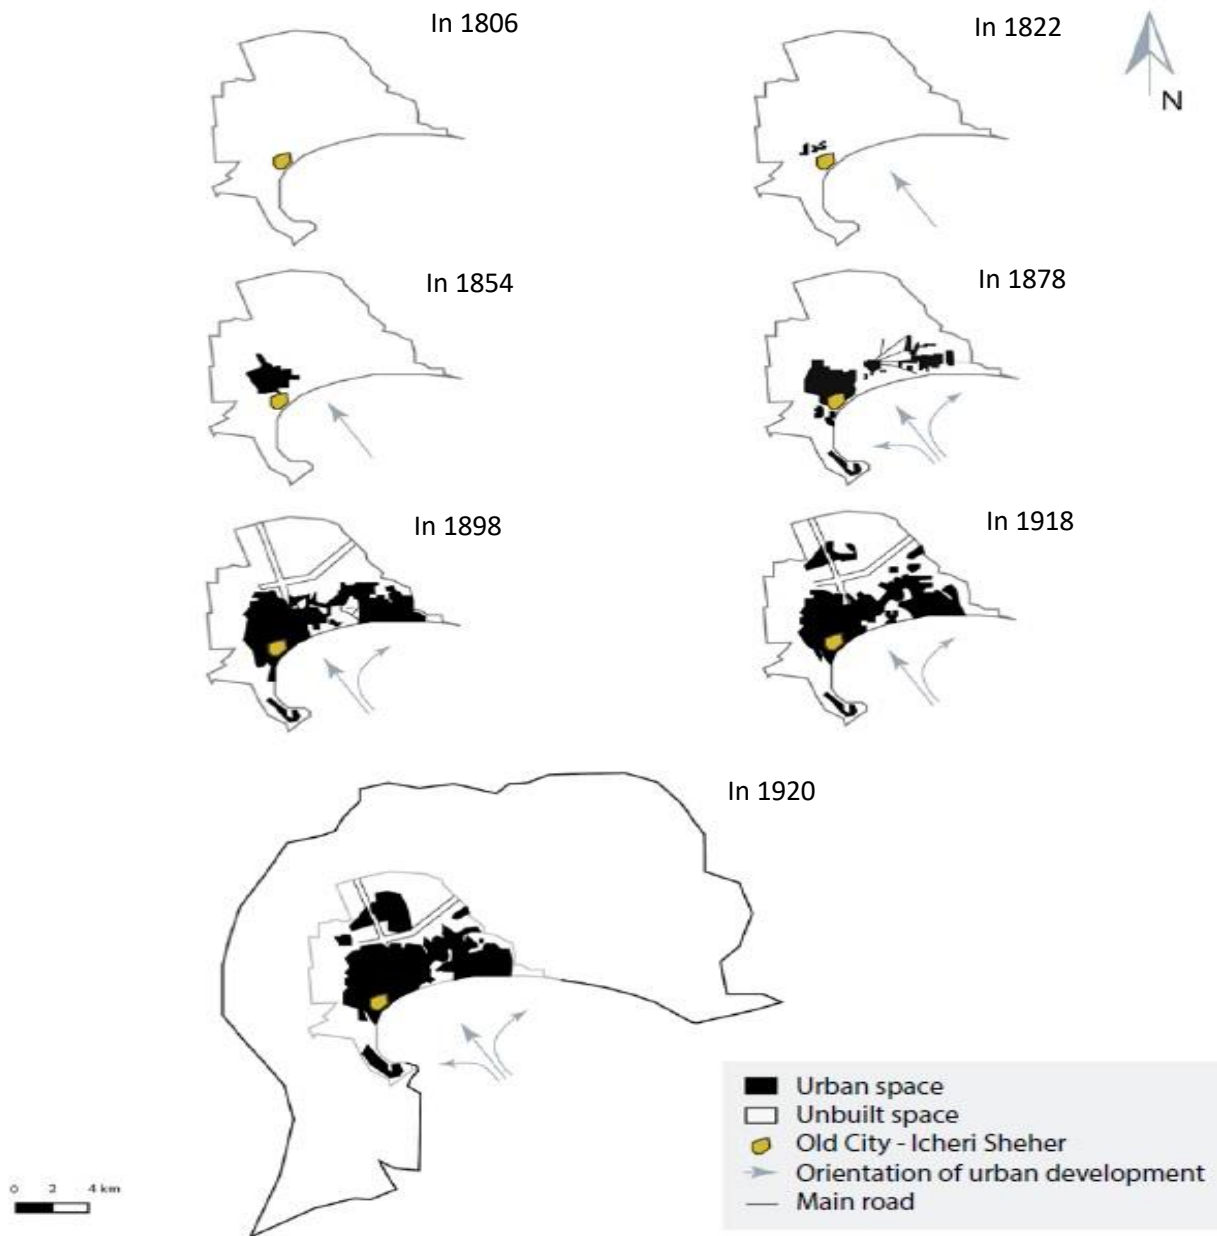 In 1806
In 1822
N
In 1854
In 1878
In 1898
In 1918
In 1920
Urban space
Unbuilt space
Old City - Icheri Sheher
Orientation of urban development
Main road
0 2 4 km